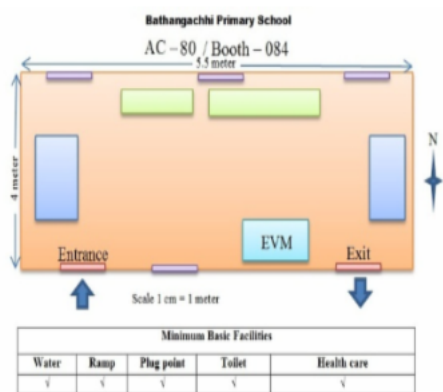 Bathangachhi Primary School
AC – 80 / Booth – 084
5.5 meter
4 meter
N
EVM
Entrance
Exit
Scale 1 cm = 1 meter
Minimum Basic Facilities
Water Ramp Plug point Toilet Health care
√ √ √ √ √